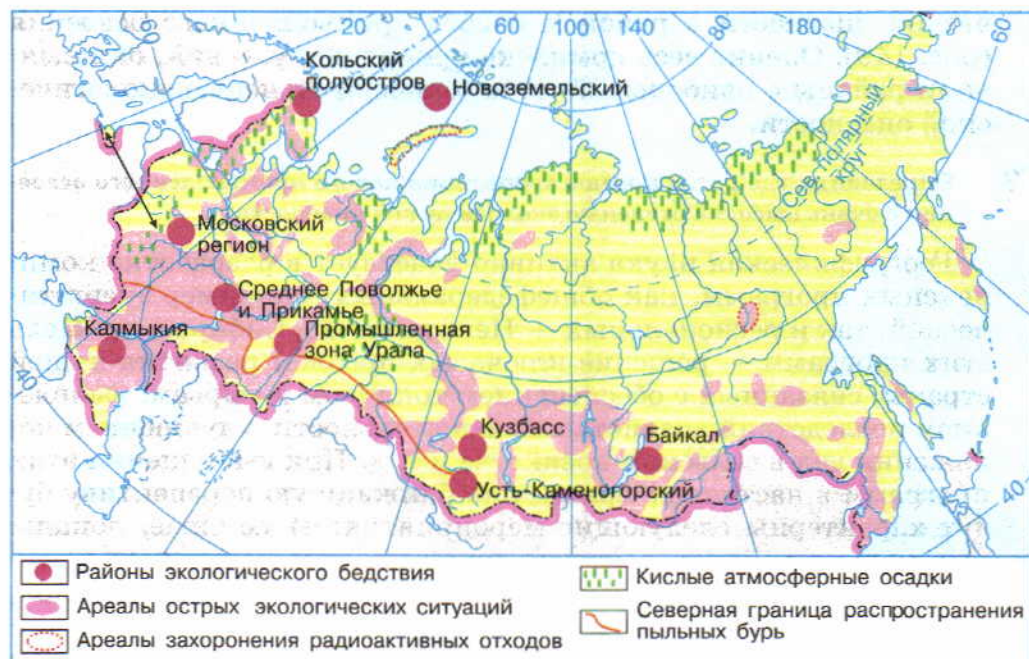 60
20
60
100
140
180
80
60
Кольский
полуостров
Новоземельский
Сев. полярный
круг
Московский
регион
Среднее Поволжье
и Прикамье
Калмыкия
Промышленная
зона Урала
40
Кузбасс
Байкал
Усть-Каменогорский
40
Районы экологического бедствия
Ареалы острых экологических ситуаций
Ареалы захоронения радиоактивных отходов
Кислые атмосферные осадки
Северная граница распространения
пыльных бурь